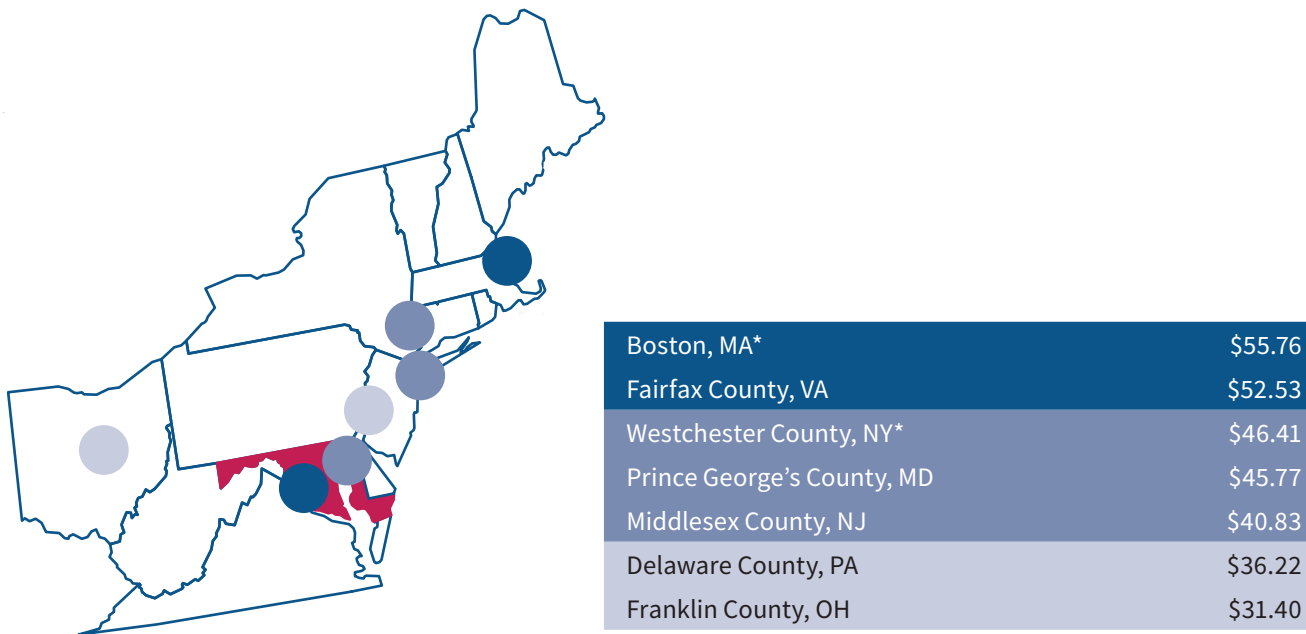 Boston, MA* $55.76
Fairfax County, VA $52.53
Westchester County, NY* $46.41
Prince George’s County, MD $45.77
Middlesex County, NJ $40.83
Delaware County, PA $36.22
Franklin County, OH $31.40